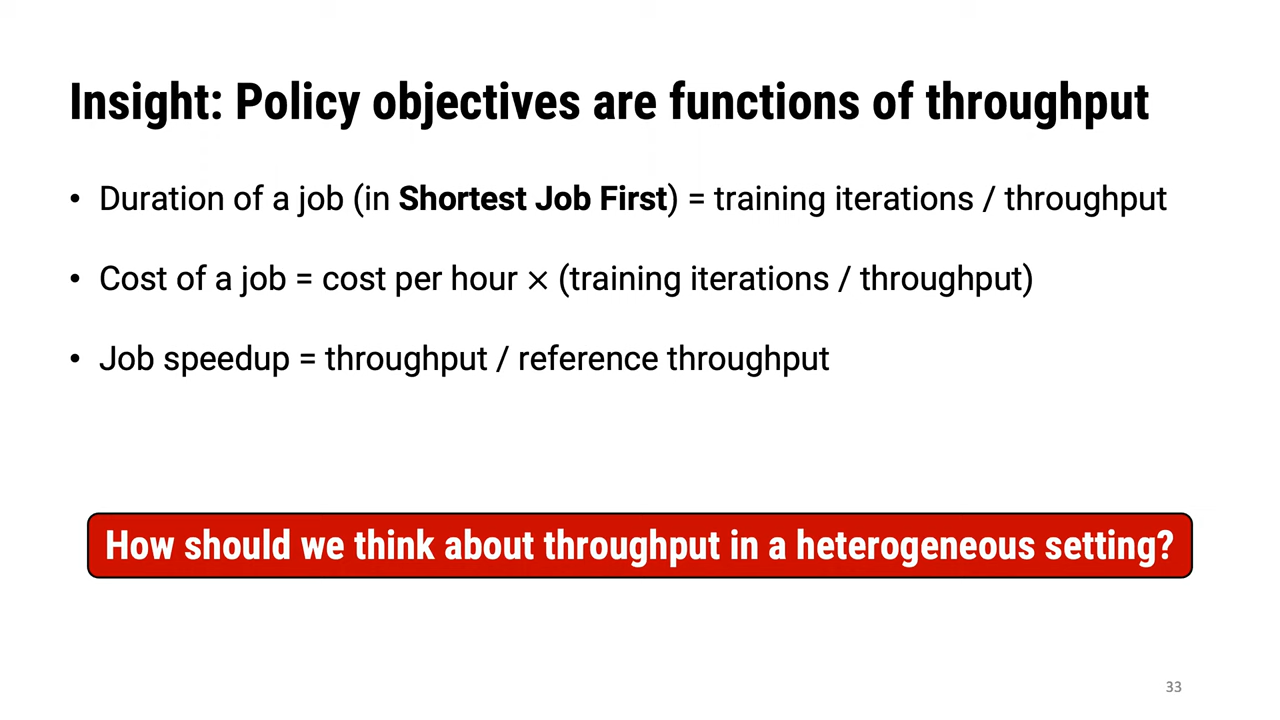 Insight: Policy objectives are functions of throughput
• Duration of a job (in Shortest Job First) = training iterations / throughput
• Cost of a job = cost per hour × (training iterations / throughput)
• Job speedup = throughput / reference throughput
How should we think about throughput in a heterogeneous setting?
33